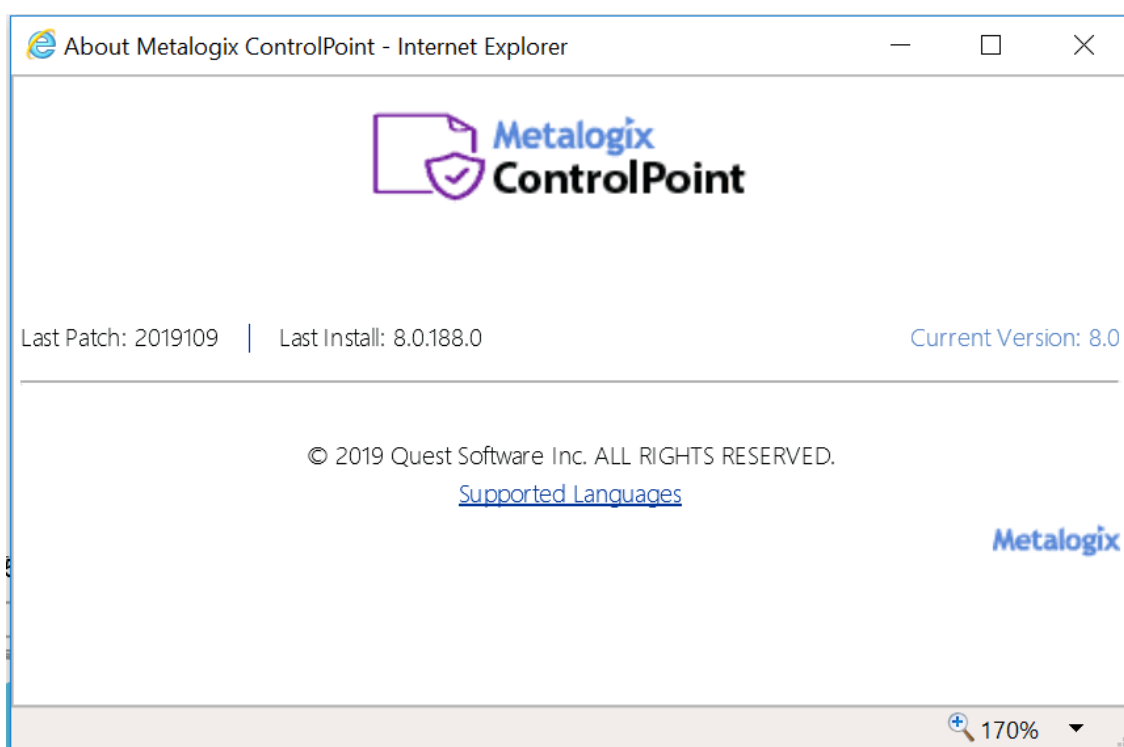 About Metalogix ControlPoint - Internet Explorer
Metalogix
ControlPoint
Last Patch: 2019109 | Last Install: 8.0.188.0 Current Version: 8.0
© 2019 Quest Software Inc. ALL RIGHTS RESERVED.
Supported Languages
Metalogix
170%